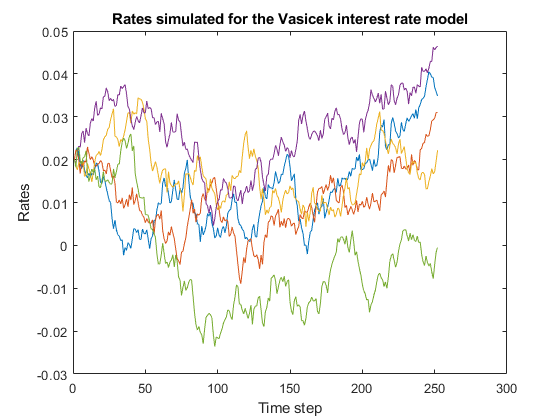 Rates simulated for the Vasicek interest rate model
0.05
0.04
0.03
0.02
0.01
0
-0.01
-0.02
-0.03
Rates
0 50 100 150 200 250 300
Time step